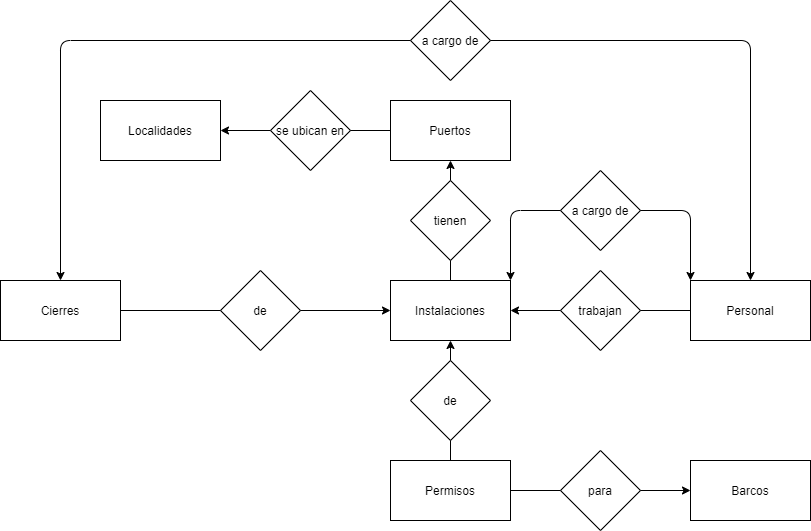 a cargo de
Localidades
se ubican en
Puertos
tienen
a cargo de
Cierres
de
Instalaciones
trabajan
Personal
de
Permisos
para
Barcos